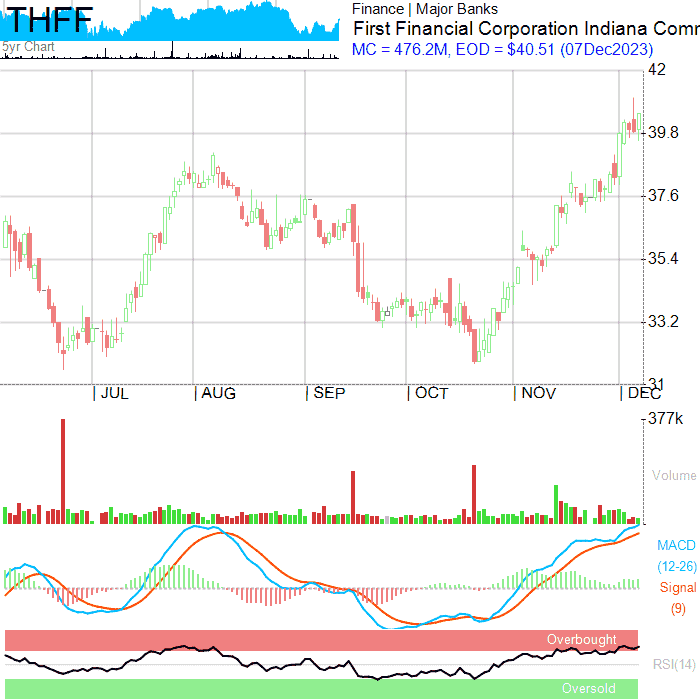 THFF
5yr Chart
Finance | Major Banks
First Financial Corporation Indiana Comm
MC = 476.2M, EOD = $40.51 (07Dec2023)
42
39.8
37.6
35.4
33.2
31
JUL
AUG
SEP
OCT
NOV
DEC
377k
Volume
MACD
(12-26)
Signal
(9)
Overbought
RSI(14)
Oversold